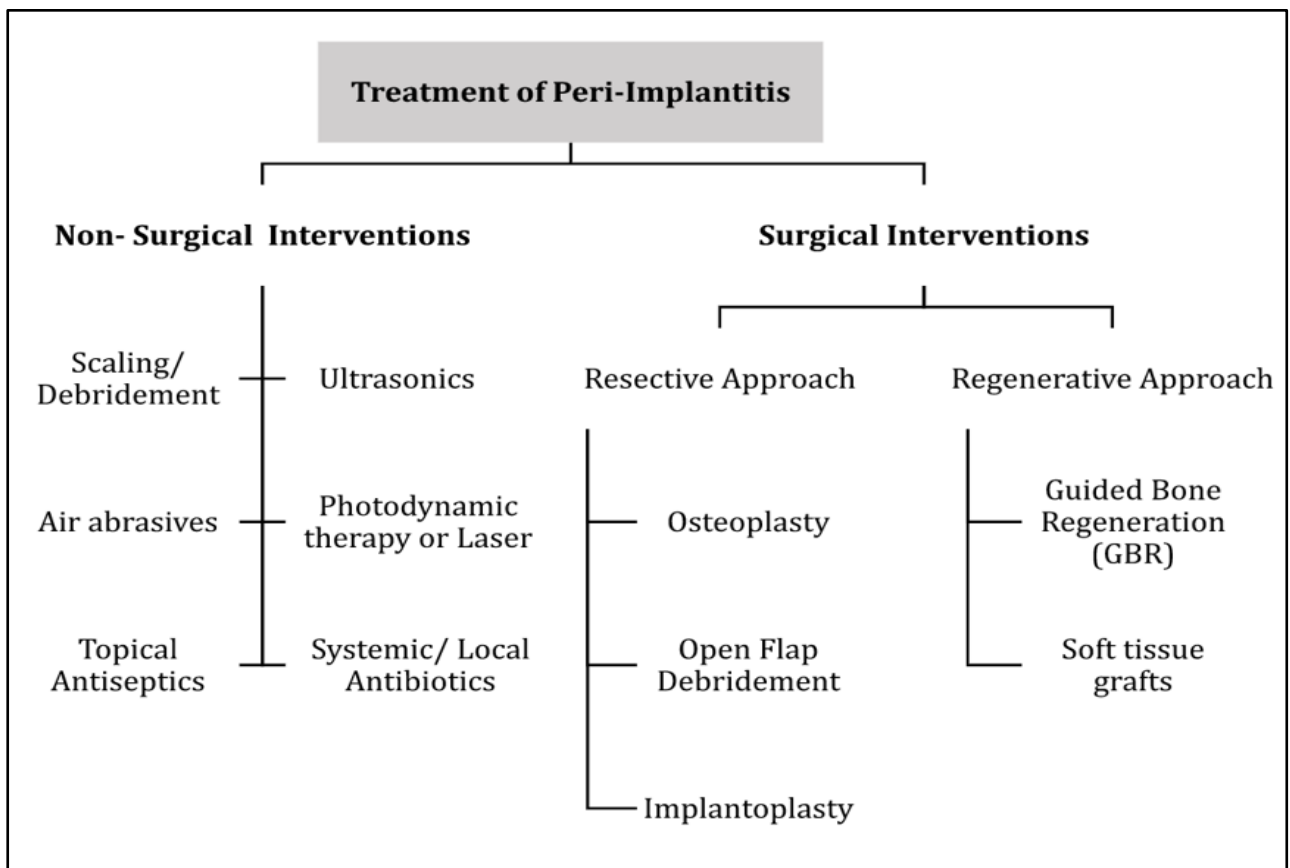 Treatment of Peri-Implantitis
Non- Surgical Interventions
Surgical Interventions
Scaling/
Debridement
Ultrasonics
Resective Approach
Regenerative Approach
Air abrasives
Photodynamic
therapy or Laser
Osteoplasty
Guided Bone
Regeneration
(GBR)
Topical
Antiseptics
Systemic/ Local
Antibiotics
Open Flap
Debridement
Soft tissue
grafts
Implantoplasty